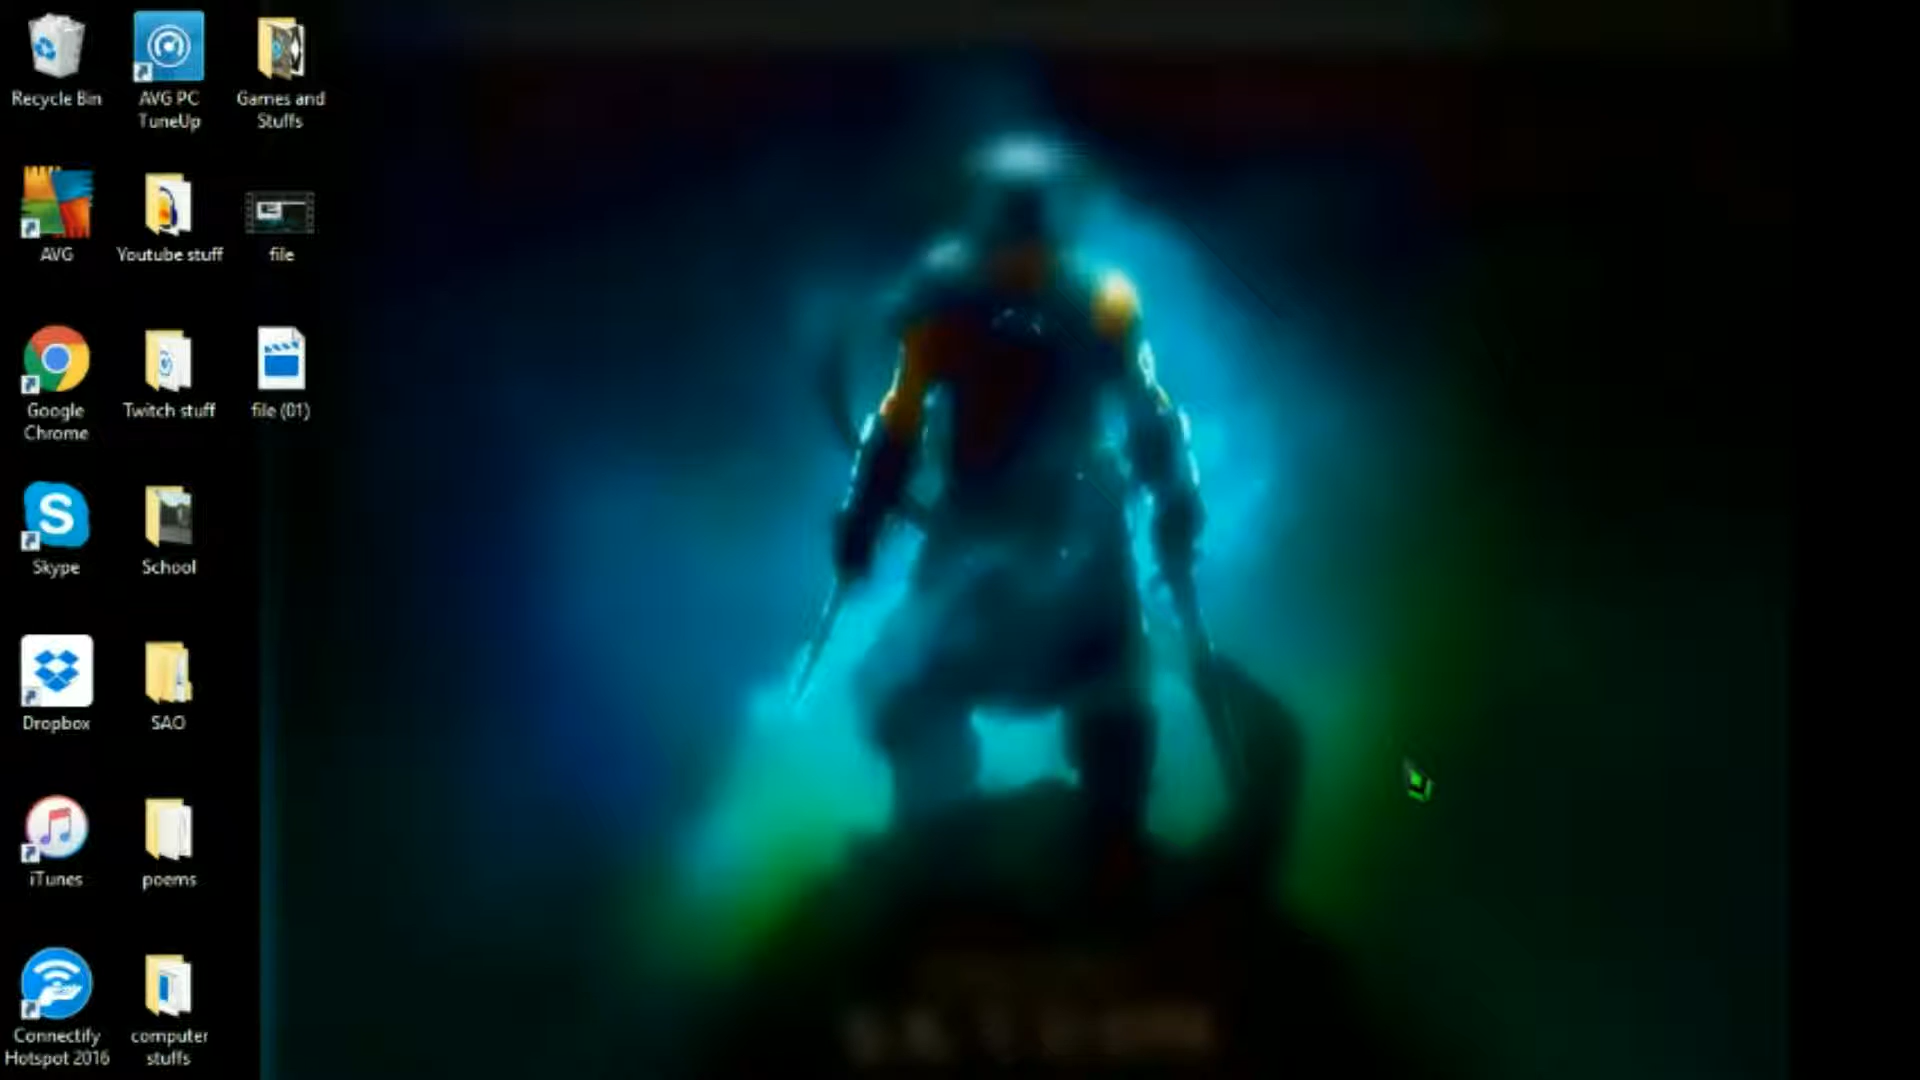 Recycle Bin
AVG PC
TuneUp
Games and
Stuffs
AVG
Youtube stuff
file
Google
Chrome
Twitch stuff
file (01)
Skype
School
Dropbox
SAO
iTunes
poems
Connectify
Hotspot 2016
computer
stuffs